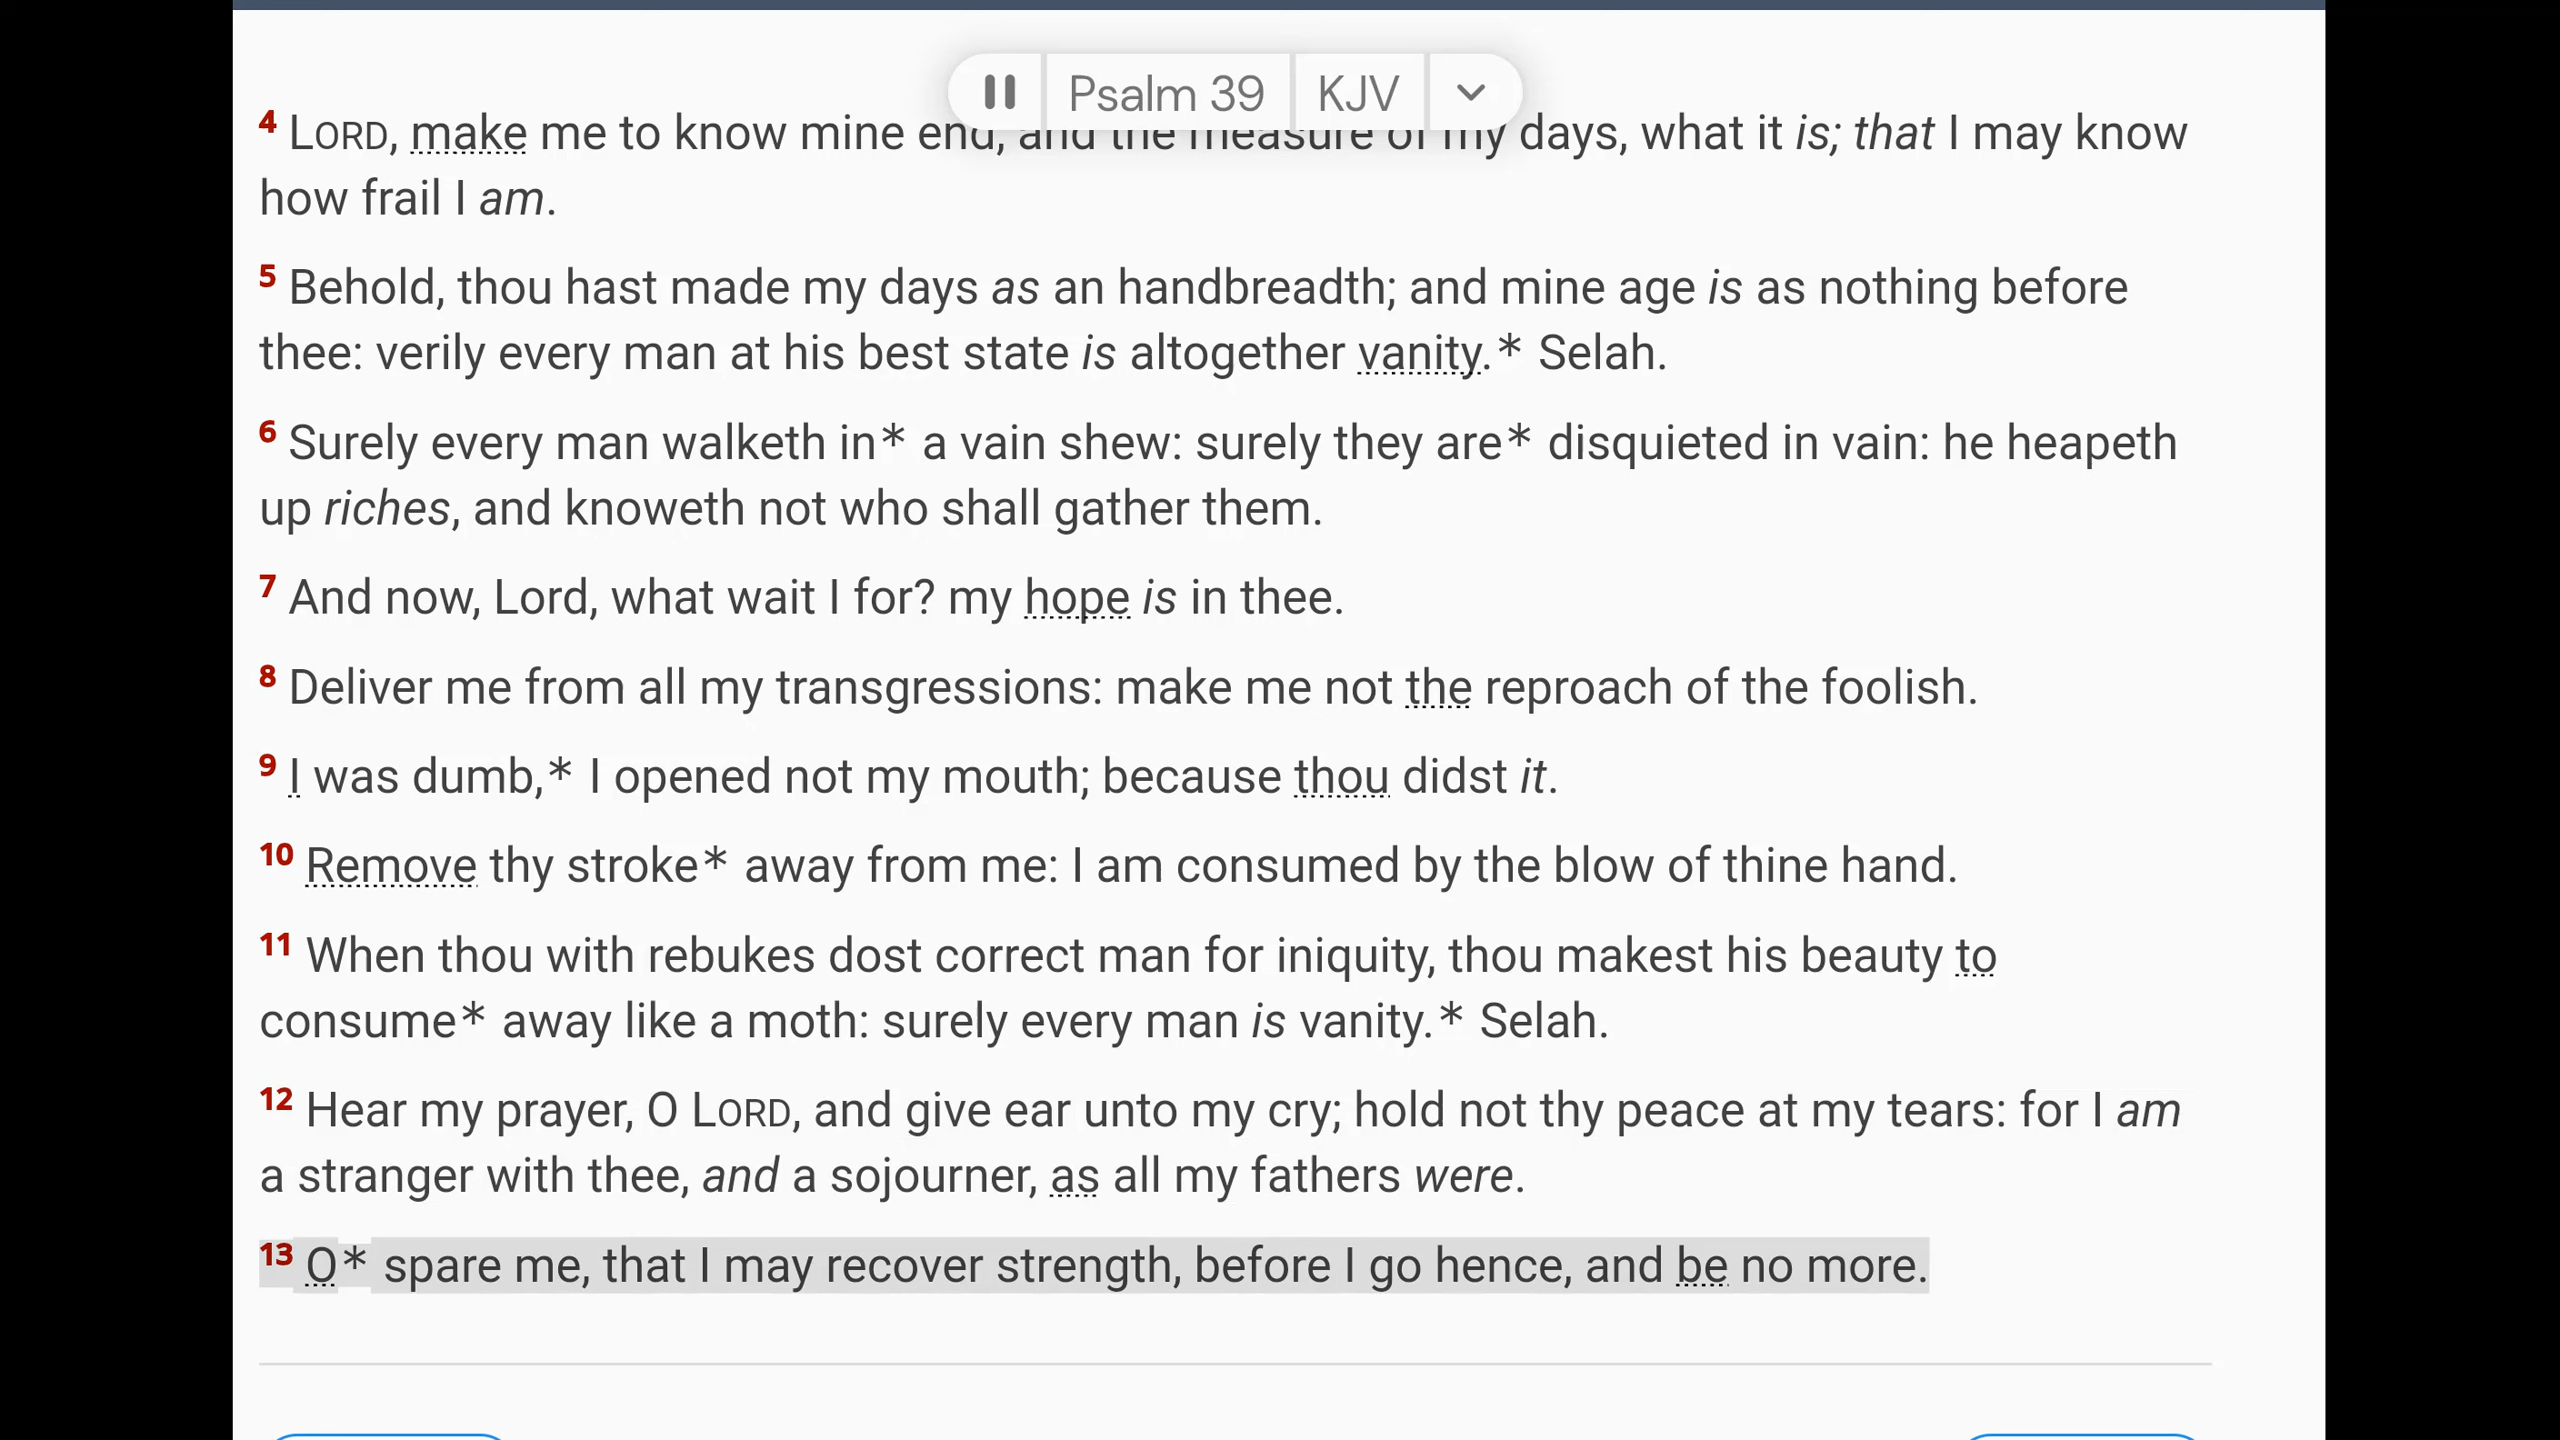 Psalm 39 KJV
4 LORD, make me to know mine end, and the measure of my days, what it is; that I may know
how frail I am.
5 Behold, thou hast made my days as an handbreadth; and mine age is as nothing before
thee: verily every man at his best state is altogether vanity.* Selah.
6 Surely every man walketh in* a vain shew: surely they are* disquieted in vain: he heapeth
up riches, and knoweth not who shall gather them.
7 And now, Lord, what wait I for? my hope is in thee.
8 Deliver me from all my transgressions: make me not the reproach of the foolish.
9 I was dumb,* I opened not my mouth; because thou didst it.
10 Remove thy stroke* away from me: I am consumed by the blow of thine hand.
11 When thou with rebukes dost correct man for iniquity, thou makest his beauty to
consume* away like a moth: surely every man is vanity.* Selah.
12 Hear my prayer, O LORD, and give ear unto my cry; hold not thy peace at my tears: for I am
a stranger with thee, and a sojourner, as all my fathers were.
13 O* spare me, that I may recover strength, before I go hence, and be no more.